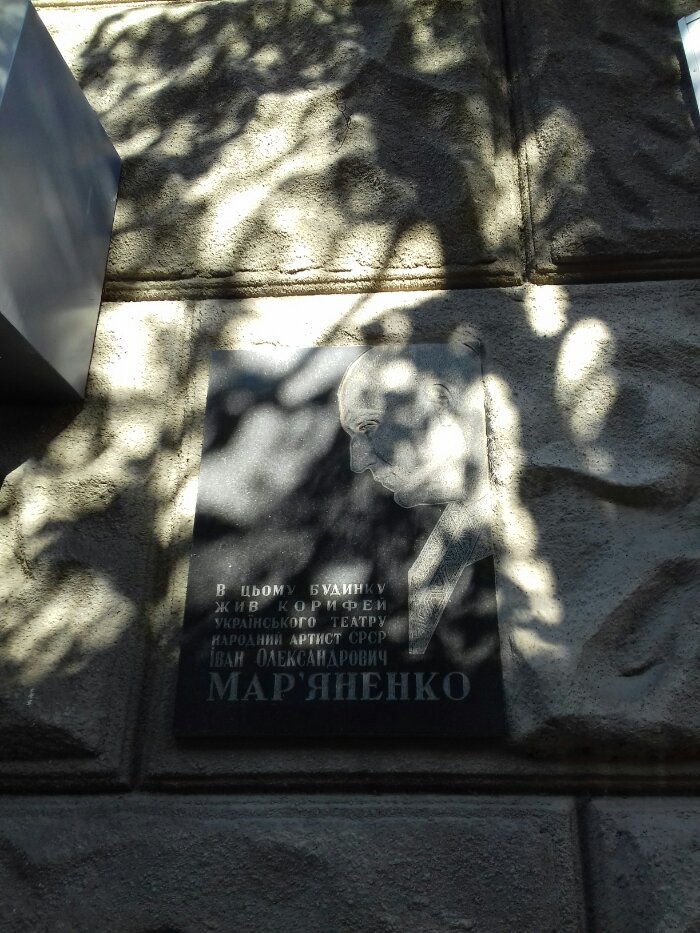 В ЦЬОМУ БУДИНКУ
ЖИВ КОРИФЕЙ
УКРАЇНСЬКОГО ТЕАТРУ
НАРОДНИЙ АРТИСТ СРСР
ІВАН ОЛЕКСАНДРОВИЧ
МАР'ЯНЕНКО